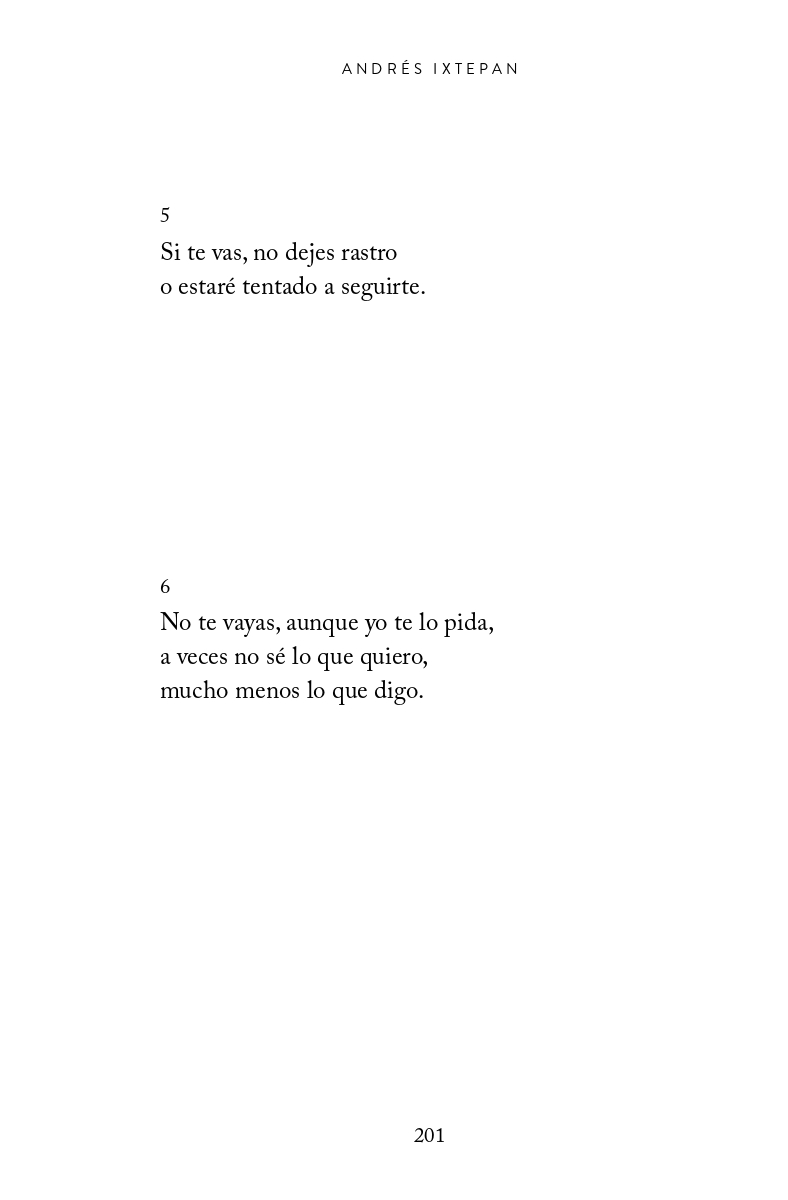 ANDRÉS IXTEPAN
5
Si te vas, no dejes rastro
o estaré tentado a seguirte.
6
No te vayas, aunque yo te lo pida,
a veces no sé lo que quiero,
mucho menos lo que digo.
201